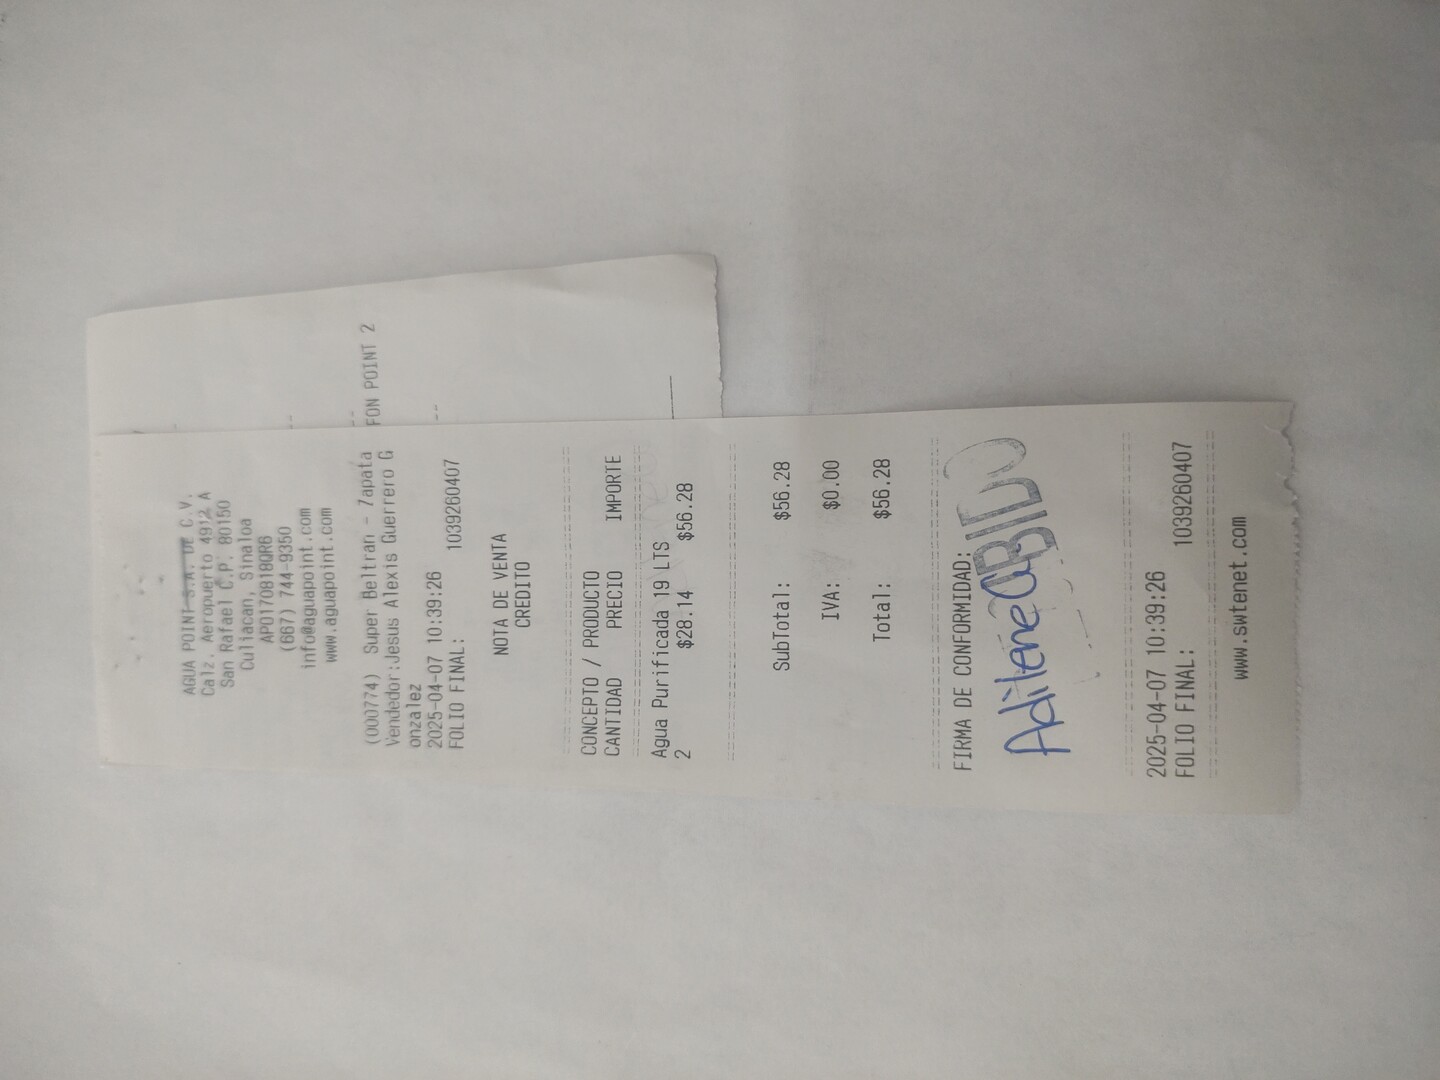 AGUA POINT S.A. DE C.V.
Calz. Aeropuerto 4912 A
San Rafael C.P. 80150
Culiacan, Sinaloa
APO170818QR6
(667) 744-9350
info@aguapoint.com
www.aguapoint.com
(000774) Super Beltran - Zapata
Vendedor:Jesus Alexis Guerrero G
onzalez
2025-04-07 10:39:26
FOLIO FINAL: 1039260407
NOTA DE VENTA
CREDITO
CONCEPTO / PRODUCTO
CANTIDAD PRECIO IMPORTE
Agua Purificada 19 LTS
2 $28.14 $56.28
SubTotal: $56.28
IVA: $0.00
Total: $56.28
FIRMA DE CONFORMIDAD:
Adilene
2025-04-07 10:39:26
FOLIO FINAL: 1039260407
www.swtenet.com
FON POINT 2